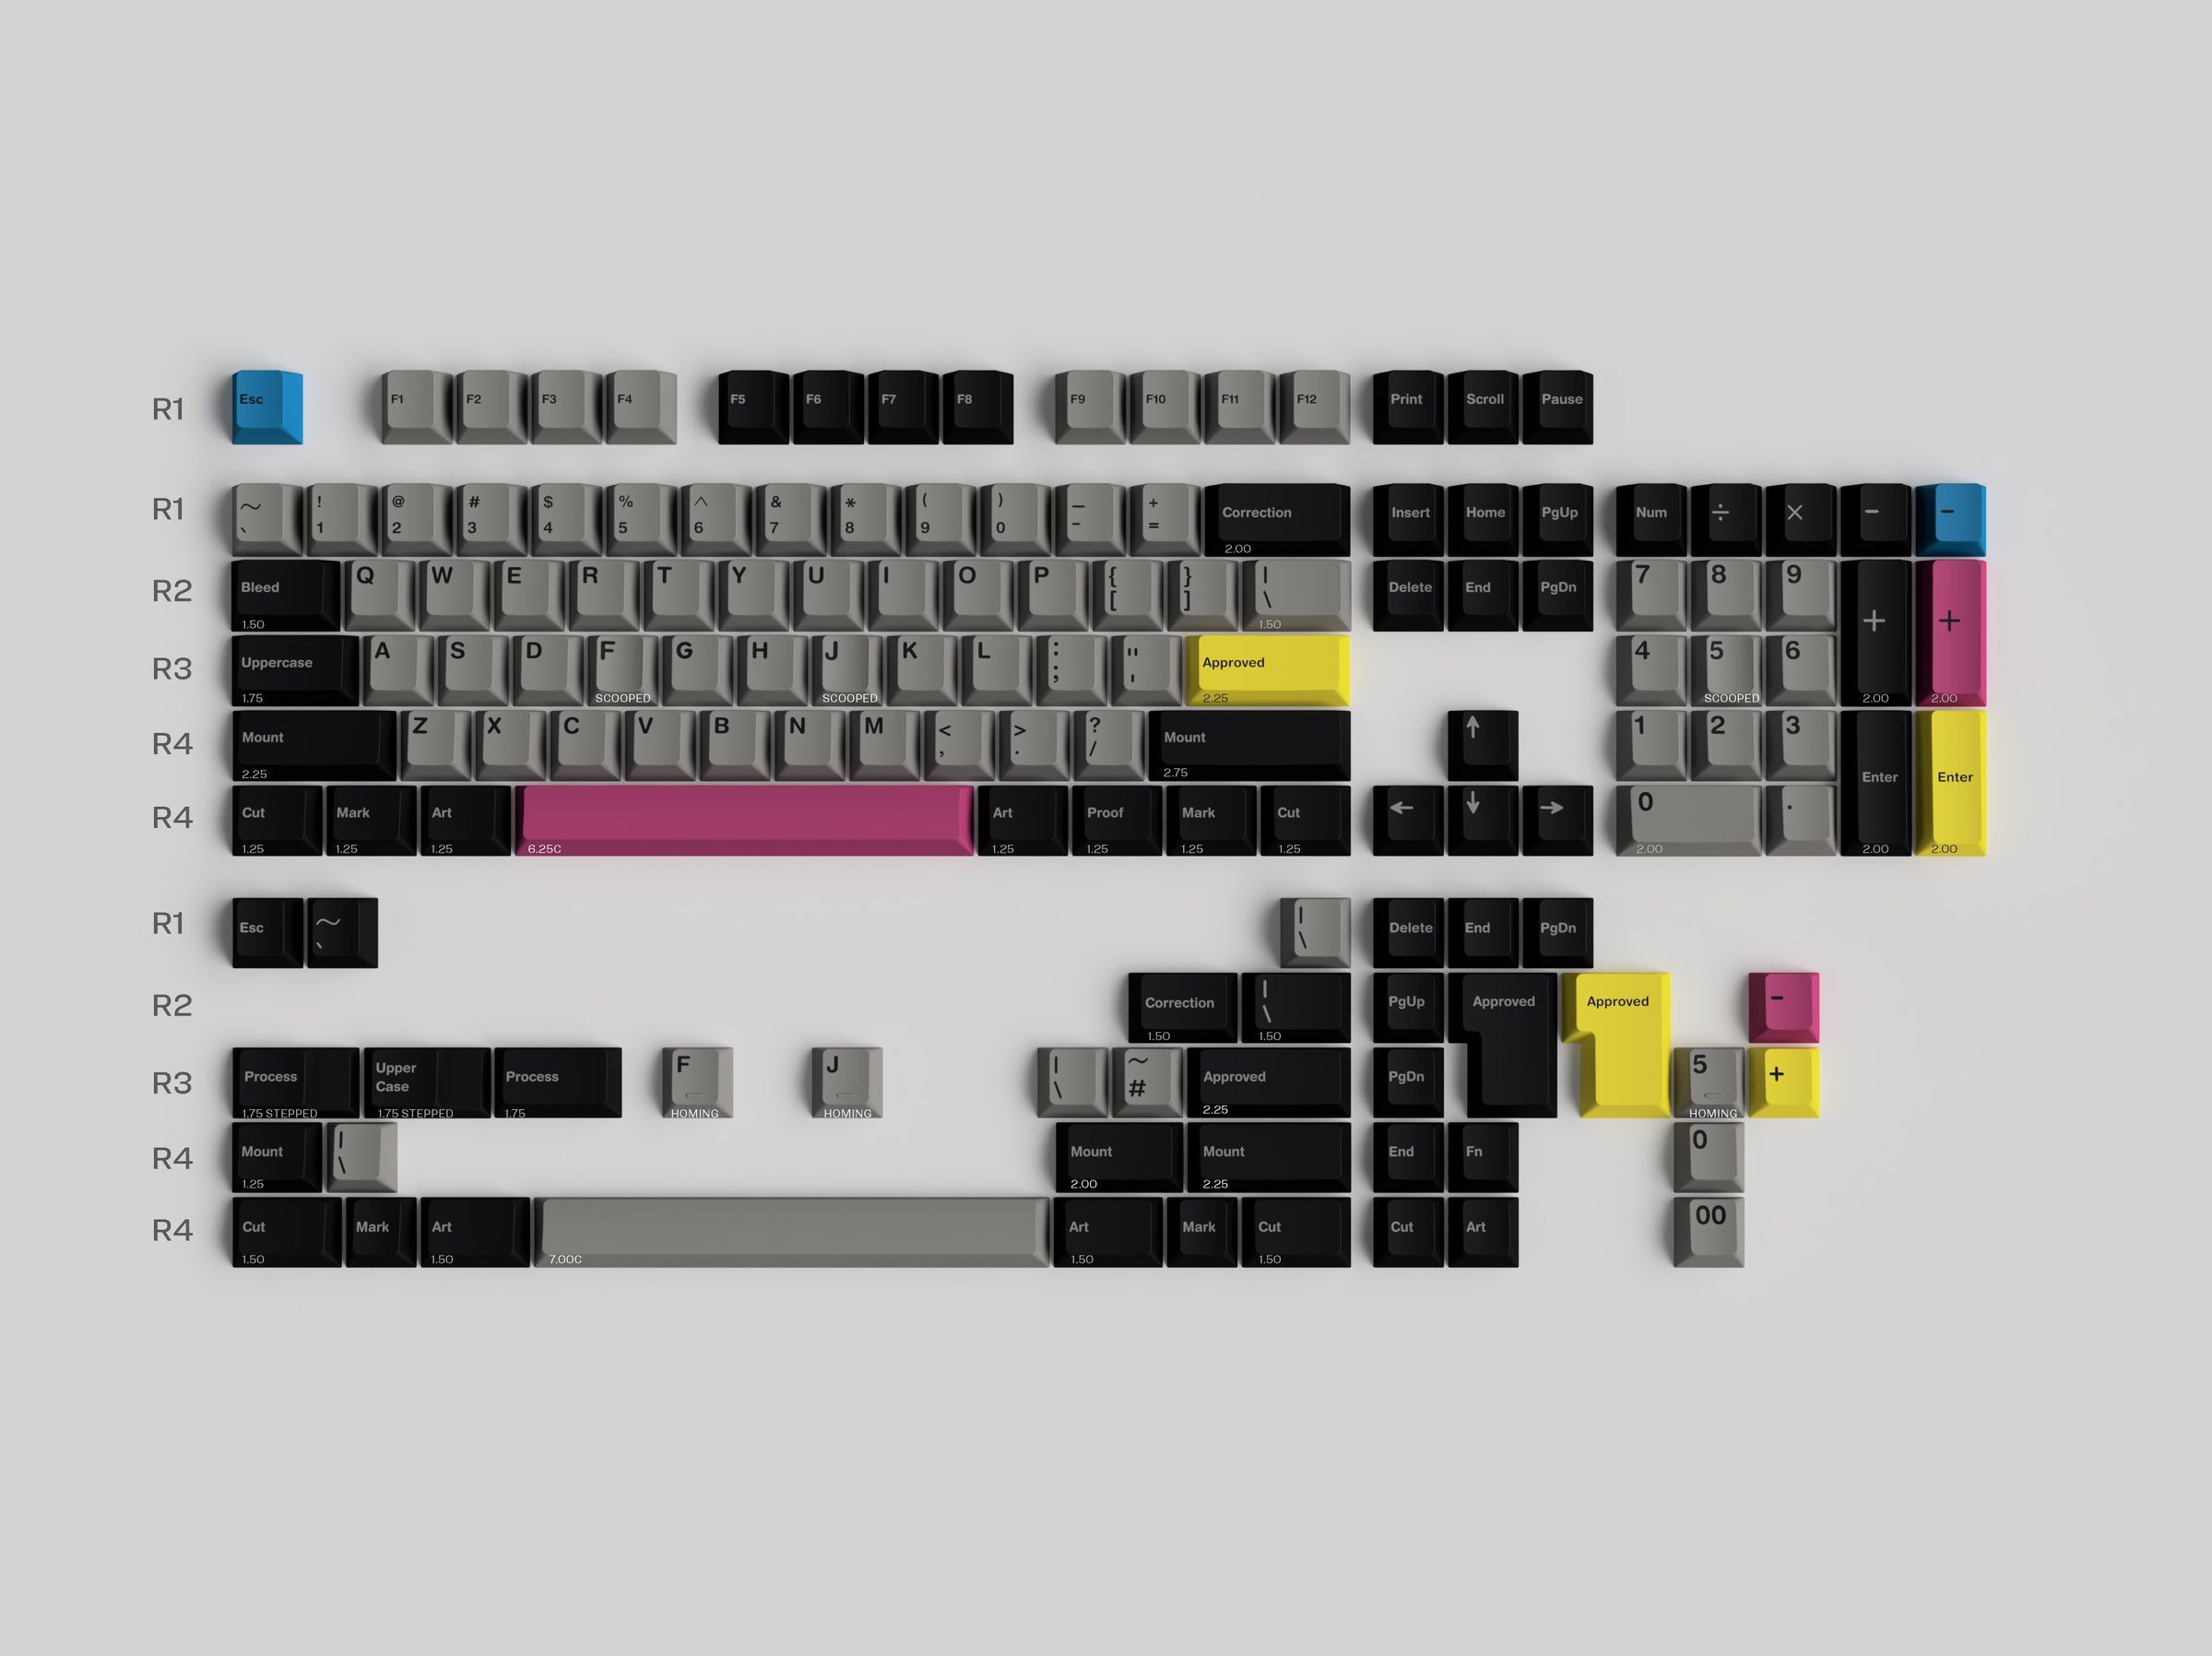 R1 Esc F1 F2 F3 F4 F5 F6 F7 F8 F9 F10 F11 F12 Print Scroll Pause
~ ! @ # $ % ^ & * ( ) — +
R1 ` 1 2 3 4 5 6 7 8 9 0 - = Correction Insert Home PgUp Num ÷ × - -
2.00
Q W E R T Y U I O P { } | 7 8 9
R2 Bleed [ ] \ Delete End PgDn + +
1.50 1.50
A S D F G H J K L : " 4 5 6
R3 Uppercase ; ' Approved
1.75 SCOOPED SCOOPED 2.25 SCOOPED 2.00 2.00
Z X C V B N M < > ? ↑ 1 2 3
R4 Mount , . / Mount Enter Enter
2.25 2.75
R4 Cut Mark Art Art Proof Mark Cut ← ↓ → 0 .
1.25 1.25 1.25 6.25C 1.25 1.25 1.25 1.25 2.00 2.00 2.00
~ |
R1 Esc ` \ Delete End PgDn
|
R2 Correction \ PgUp Approved Approved -
1.50 1.50
Upper F J | ~ 5
R3 Process Case Process \ # Approved PgDn +
1.75 STEPPED 1.75 STEPPED 1.75 HOMING HOMING 2.25 HOMING
| 0
R4 Mount \ Mount Mount End Fn
1.25 2.00 2.25
00
R4 Cut Mark Art Art Mark Cut Cut Art
1.50 1.50 7.00C 1.50 1.50